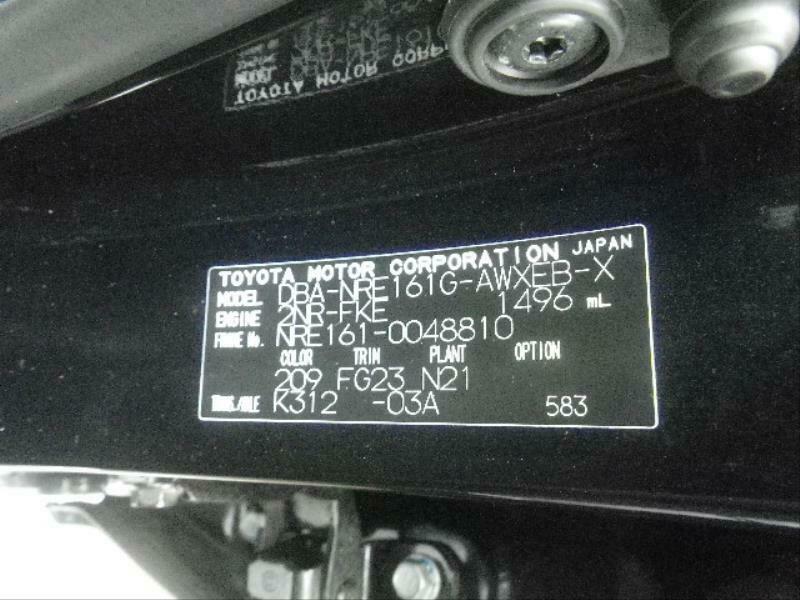 TOYOTA MOTOR CORPORATION JAPAN
MODEL DBA-NRE161G-AWXEB-X
ENGINE 2NR-FKE 1496 mL
FRAME No. NRE161-0048810
COLOR TRIM PLANT OPTION
209 FG23 N21
TRANS./AXLE K312 -03A 583